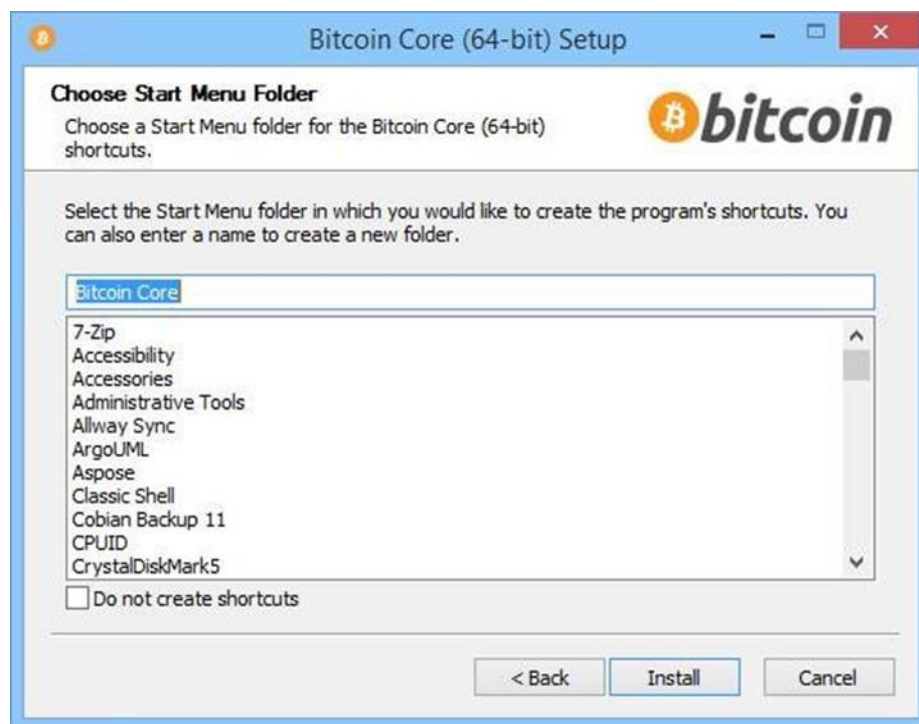 Bitcoin Core (64-bit) Setup
Choose Start Menu Folder
Choose a Start Menu folder for the Bitcoin Core (64-bit)
shortcuts.
bitcoin
Select the Start Menu folder in which you would like to create the program's shortcuts. You
can also enter a name to create a new folder.
Bitcoin Core
7-Zip
Accessibility
Accessories
Administrative Tools
Allway Sync
ArgoUML
Aspose
Classic Shell
Cobian Backup 11
CPUID
CrystalDiskMark5
Do not create shortcuts
< Back
Install
Cancel